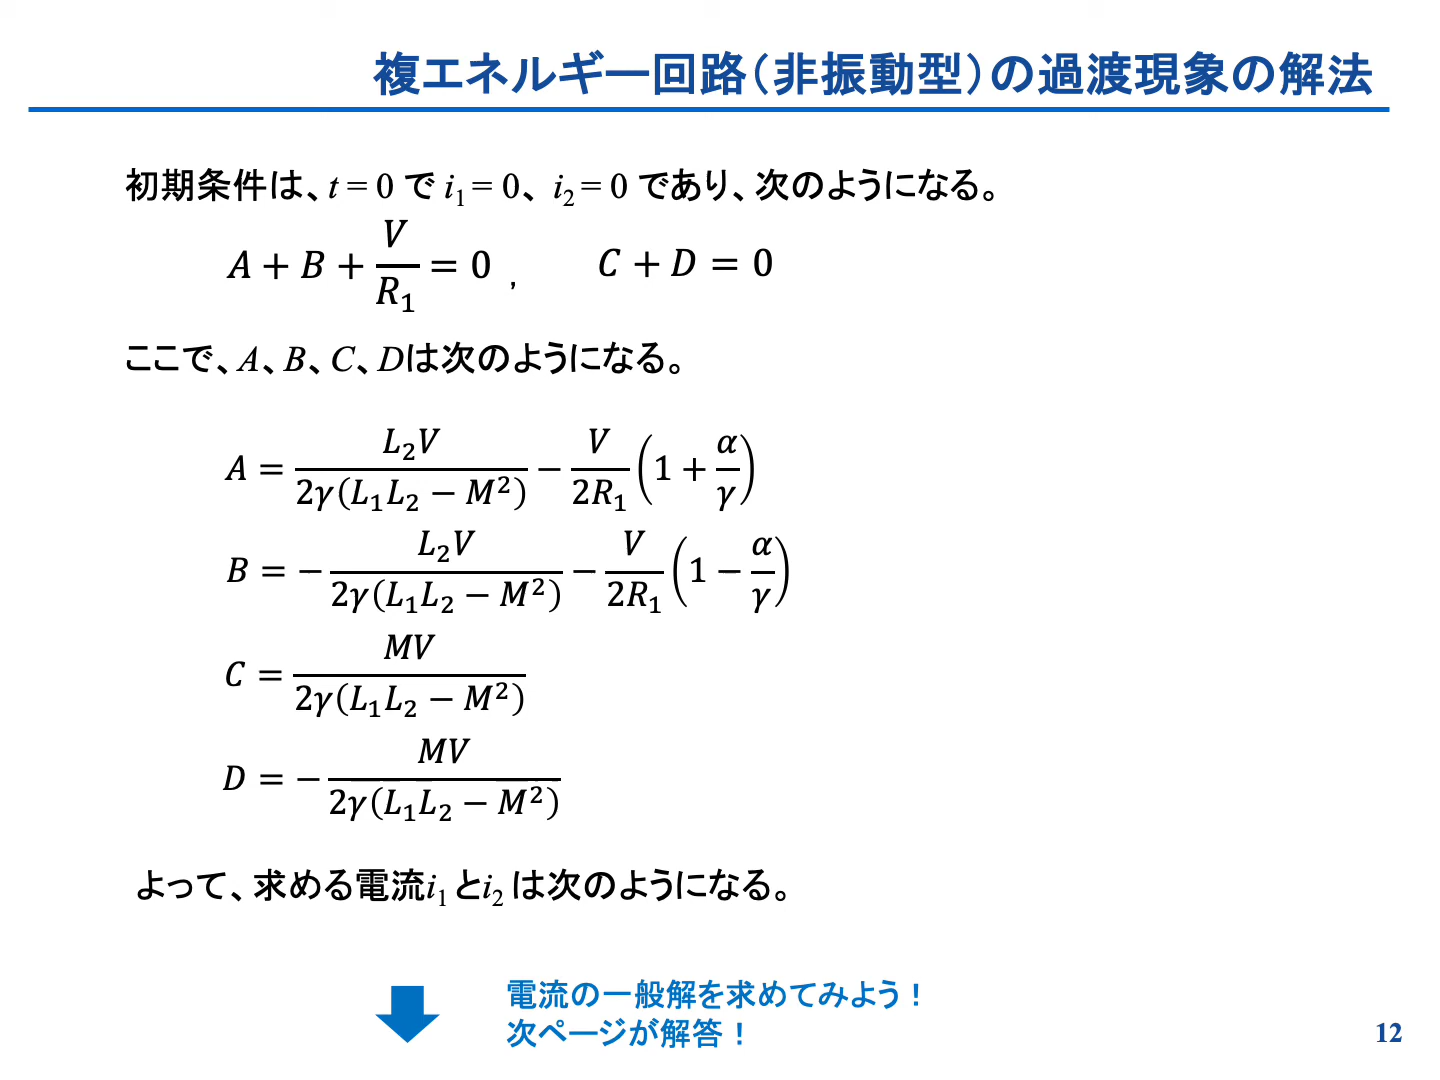 複エネルギー回路（非振動型）の過渡現象の解法
初期条件は、t = 0 で i₁ = 0、 i₂ = 0 であり、次のようになる。
A + B + V/R₁ = 0 , C + D = 0
ここで、A、B、C、Dは次のようになる。
A = L₂V / 2γ(L₁L₂ − M²) − V/2R₁ (1 + α/γ)
B = − L₂V / 2γ(L₁L₂ − M²) − V/2R₁ (1 − α/γ)
C = MV / 2γ(L₁L₂ − M²)
D = − MV / 2γ(L₁L₂ − M²)
よって、求める電流i₁ とi₂ は次のようになる。
電流の一般解を求めてみよう！
次ページが解答！
12